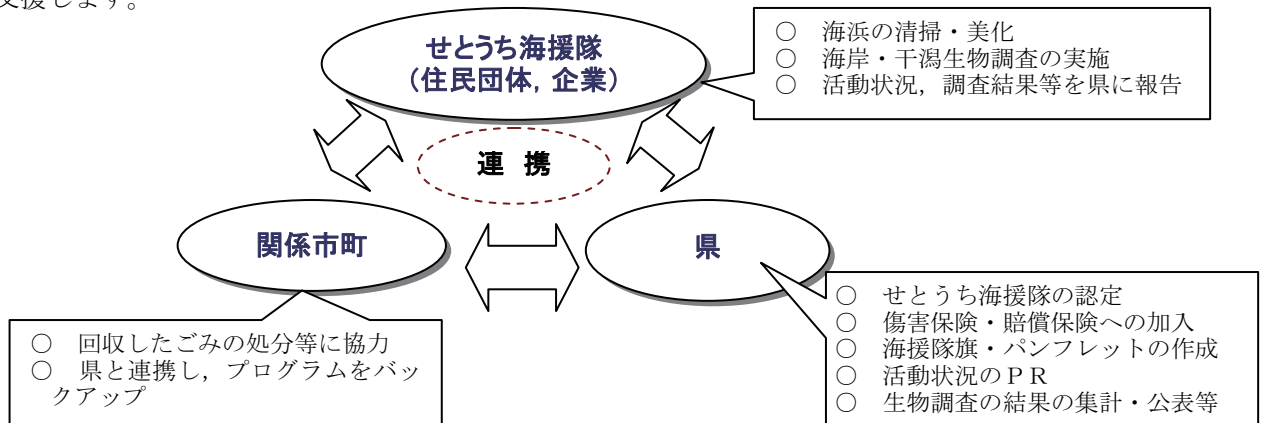 支援します。
せとうち海援隊
（住民団体，企業）
○　海浜の清掃・美化
○　海岸・干潟生物調査の実施
○　活動状況，調査結果等を県に報告
連 携
関係市町
県
○　回収したごみの処分等に協力
○　県と連携し，プログラムをバッ
クアップ
○　せとうち海援隊の認定
○　傷害保険・賠償保険への加入
○　海援隊旗・パンフレットの作成
○　活動状況のＰＲ
○　生物調査の結果の集計・公表等